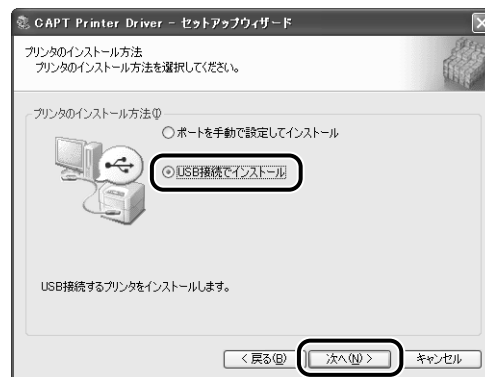 CAPT Printer Driver - セットアップウィザード
プリンタのインストール方法
プリンタのインストール方法を選択してください。
プリンタのインストール方法(I)
ポートを手動で設定してインストール
USB接続でインストール
USB接続するプリンタをインストールします。
< 戻る(B)
次へ(N) >
キャンセル